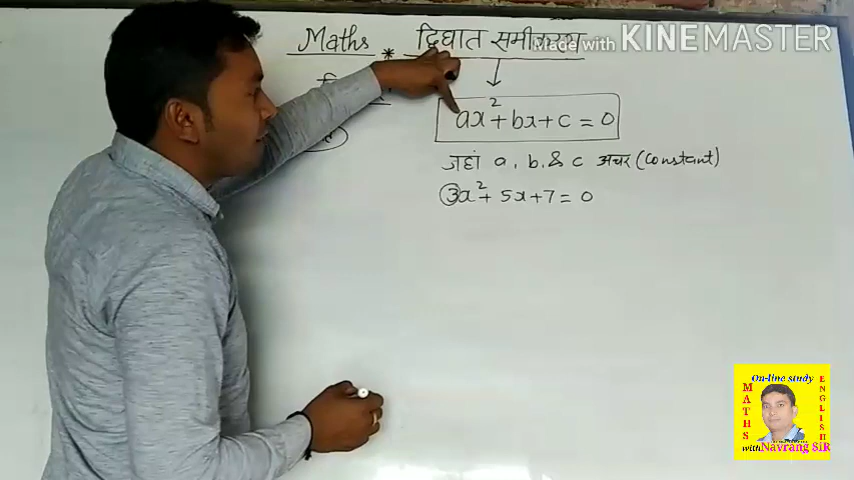 Maths * द्विघात समीकरण
Made with KINEMASTER
ax² + bx + c = 0
जहां a, b, & c अचर (Constant)
③x² + 5x + 7 = 0
On-line study
MATHS
ENGLISH
with Navrang SiR